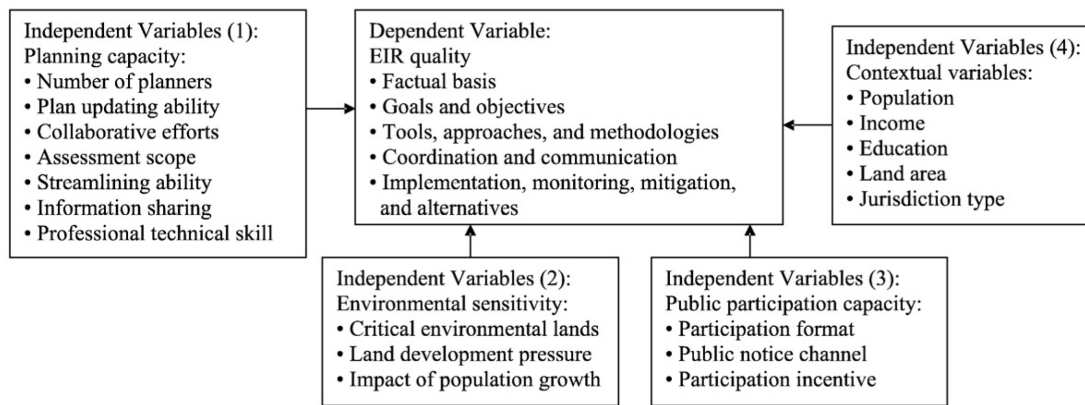 Independent Variables (1):
Planning capacity:
• Number of planners
• Plan updating ability
• Collaborative efforts
• Assessment scope
• Streamlining ability
• Information sharing
• Professional technical skill
Dependent Variable:
EIR quality
• Factual basis
• Goals and objectives
• Tools, approaches, and methodologies
• Coordination and communication
• Implementation, monitoring, mitigation,
and alternatives
Independent Variables (4):
Contextual variables:
• Population
• Income
• Education
• Land area
• Jurisdiction type
Independent Variables (2):
Environmental sensitivity:
• Critical environmental lands
• Land development pressure
• Impact of population growth
Independent Variables (3):
Public participation capacity:
• Participation format
• Public notice channel
• Participation incentive